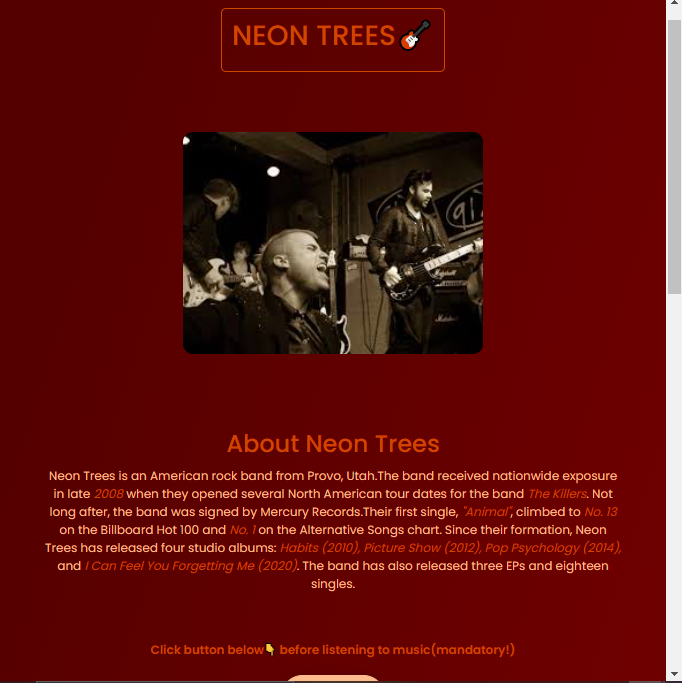 NEON TREES🎸
91
Marshall
About Neon Trees
Neon Trees is an American rock band from Provo, Utah.The band received nationwide exposure
in late 2008 when they opened several North American tour dates for the band The Killers. Not
long after, the band was signed by Mercury Records.Their first single, "Animal", climbed to No. 13
on the Billboard Hot 100 and No. 1 on the Alternative Songs chart. Since their formation, Neon
Trees has released four studio albums: Habits (2010), Picture Show (2012), Pop Psychology (2014),
and I Can Feel You Forgetting Me (2020). The band has also released three EPs and eighteen
singles.
Click button below👇 before listening to music(mandatory!)